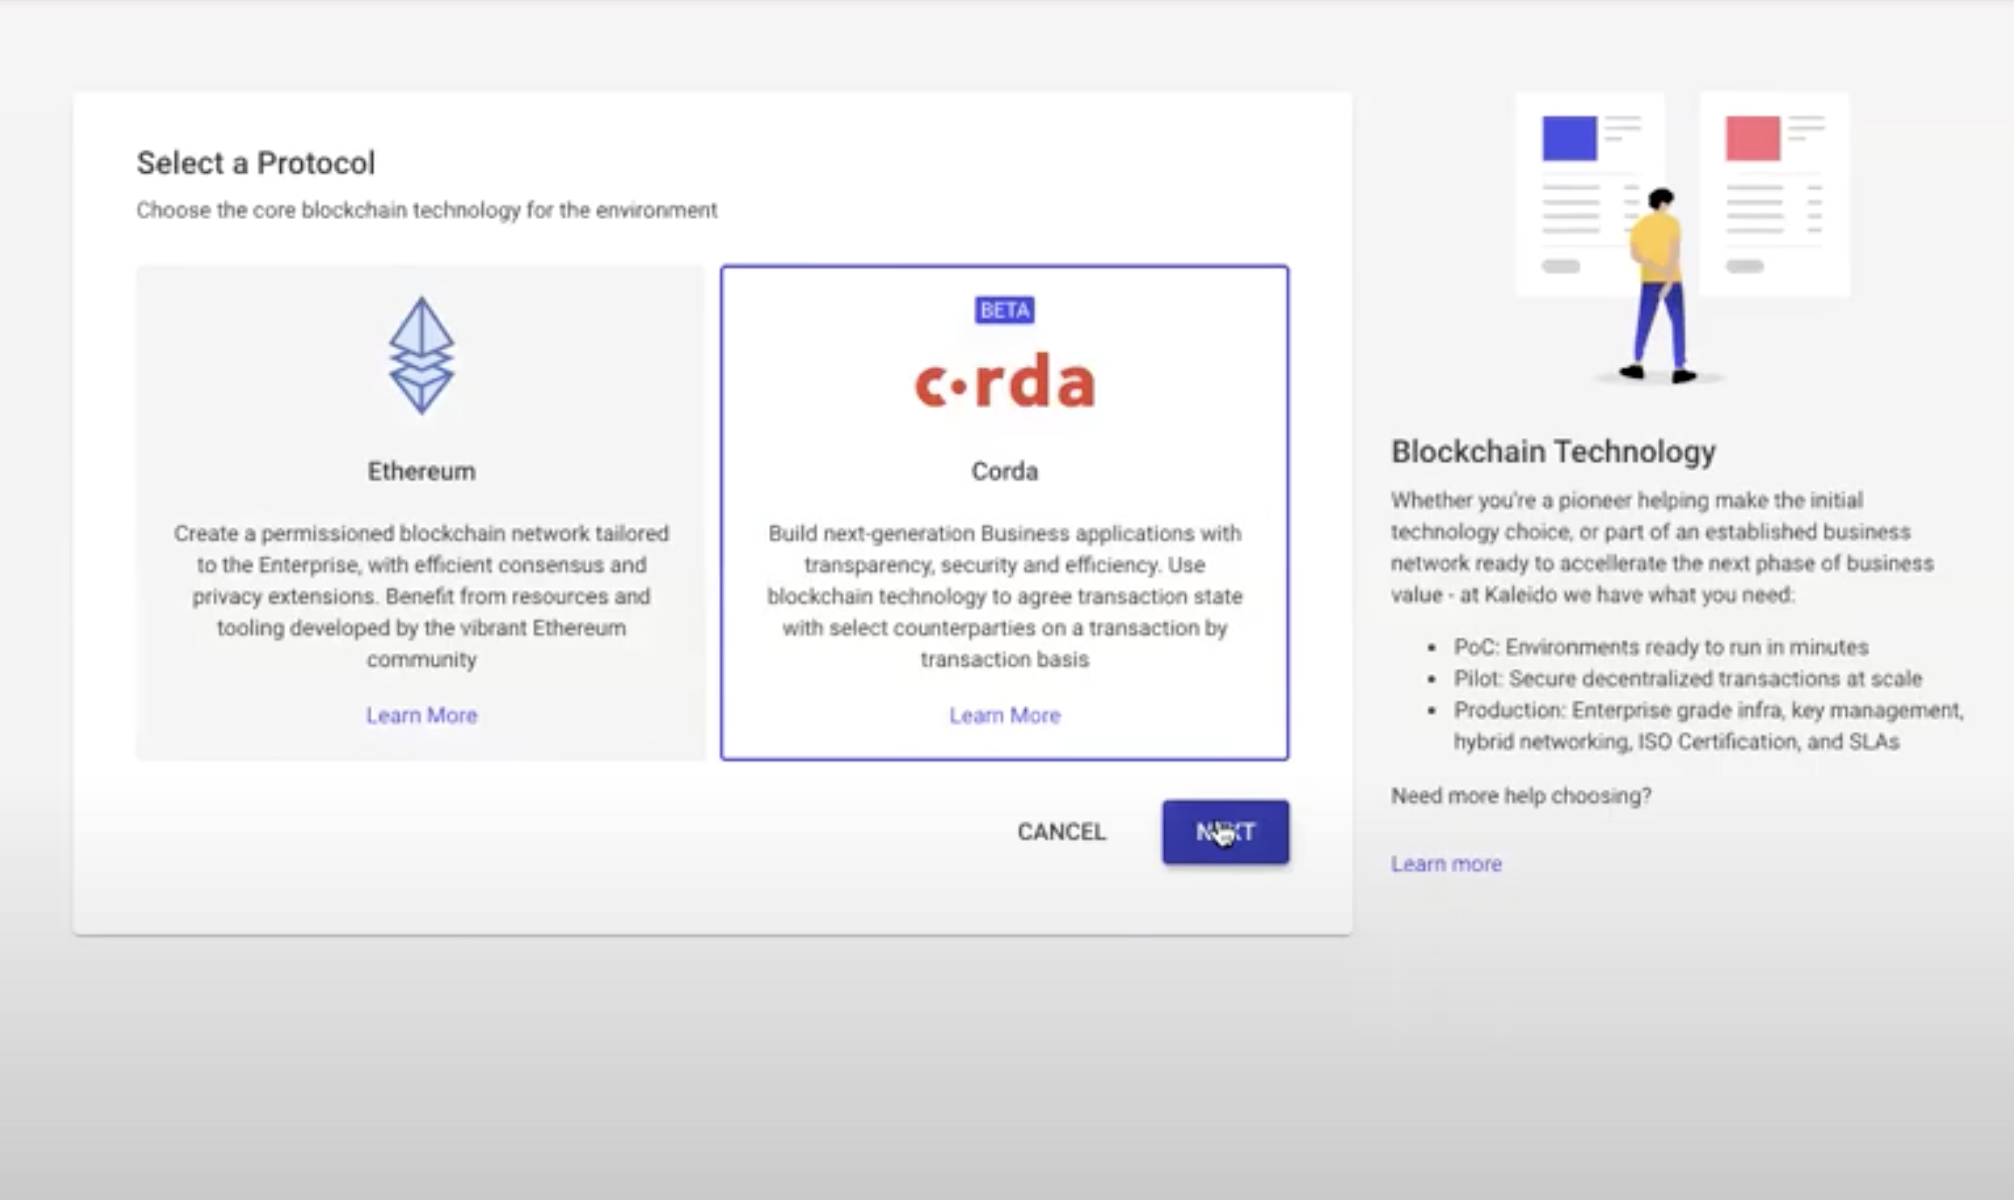 Select a Protocol
Choose the core blockchain technology for the environment
Ethereum
Create a permissioned blockchain network tailored
to the Enterprise, with efficient consensus and
privacy extensions. Benefit from resources and
tooling developed by the vibrant Ethereum
community
Learn More
BETA
c•rda
Corda
Build next-generation Business applications with
transparency, security and efficiency. Use
blockchain technology to agree transaction state
with select counterparties on a transaction by
transaction basis
Learn More
CANCEL
NEXT
Blockchain Technology
Whether you're a pioneer helping make the initial
technology choice, or part of an established business
network ready to accellerate the next phase of business
value - at Kaleido we have what you need:
• PoC: Environments ready to run in minutes
• Pilot: Secure decentralized transactions at scale
• Production: Enterprise grade infra, key management,
hybrid networking, ISO Certification, and SLAs
Need more help choosing?
Learn more